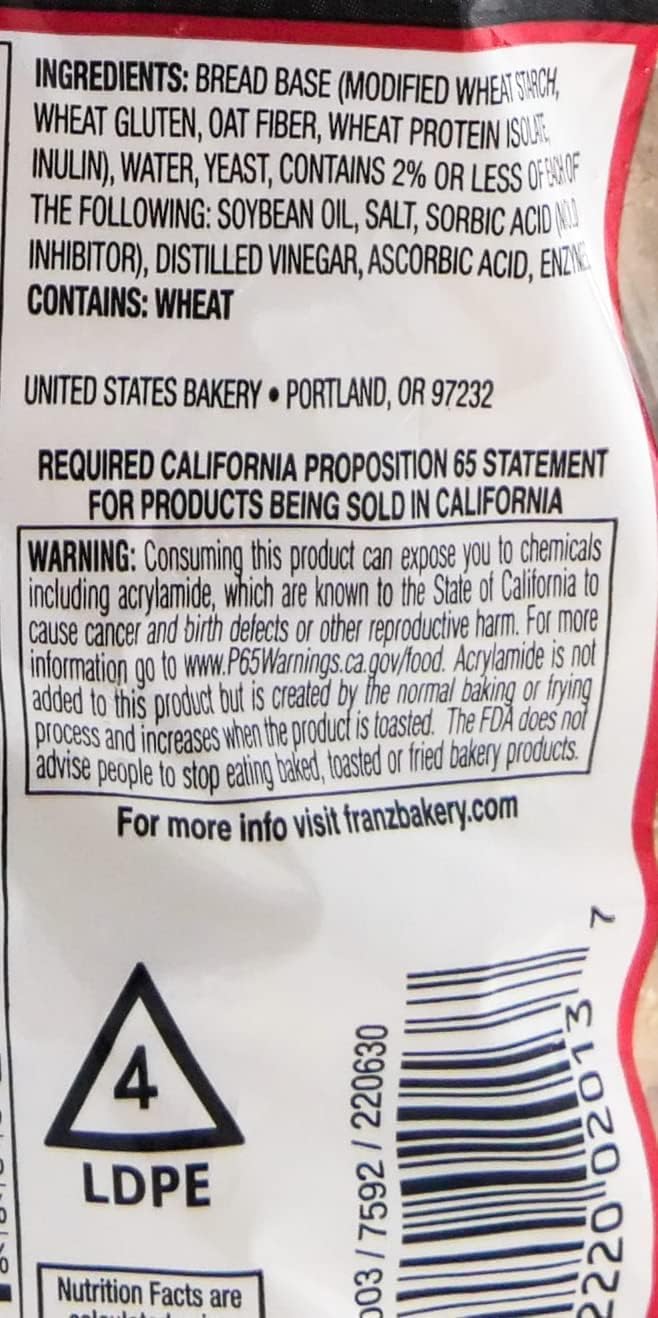 INGREDIENTS: BREAD BASE (MODIFIED WHEAT STARCH,
WHEAT GLUTEN, OAT FIBER, WHEAT PROTEIN ISOLATE,
INULIN), WATER, YEAST, CONTAINS 2% OR LESS OF EACH OF
THE FOLLOWING: SOYBEAN OIL, SALT, SORBIC ACID (MOLD
INHIBITOR), DISTILLED VINEGAR, ASCORBIC ACID,
CONTAINS: WHEAT
UNITED STATES BAKERY • PORTLAND, OR 97232
REQUIRED CALIFORNIA PROPOSITION 65 STATEMENT
FOR PRODUCTS BEING SOLD IN CALIFORNIA
WARNING: Consuming this product can expose you to chemicals
including acrylamide, which are known to the State of California to
cause cancer and birth defects or other reproductive harm. For more
information go to www.P65Warnings.ca.gov/food. Acrylamide is not
added to this product but is created by the normal baking or frying
process and increases when the product is toasted. The FDA does not
advise people to stop eating baked, toasted or fried bakery products.
For more info visit franzbakery.com
4
LDPE
003 / 7592 / 220630
2220 02013 7
Nutrition Facts are